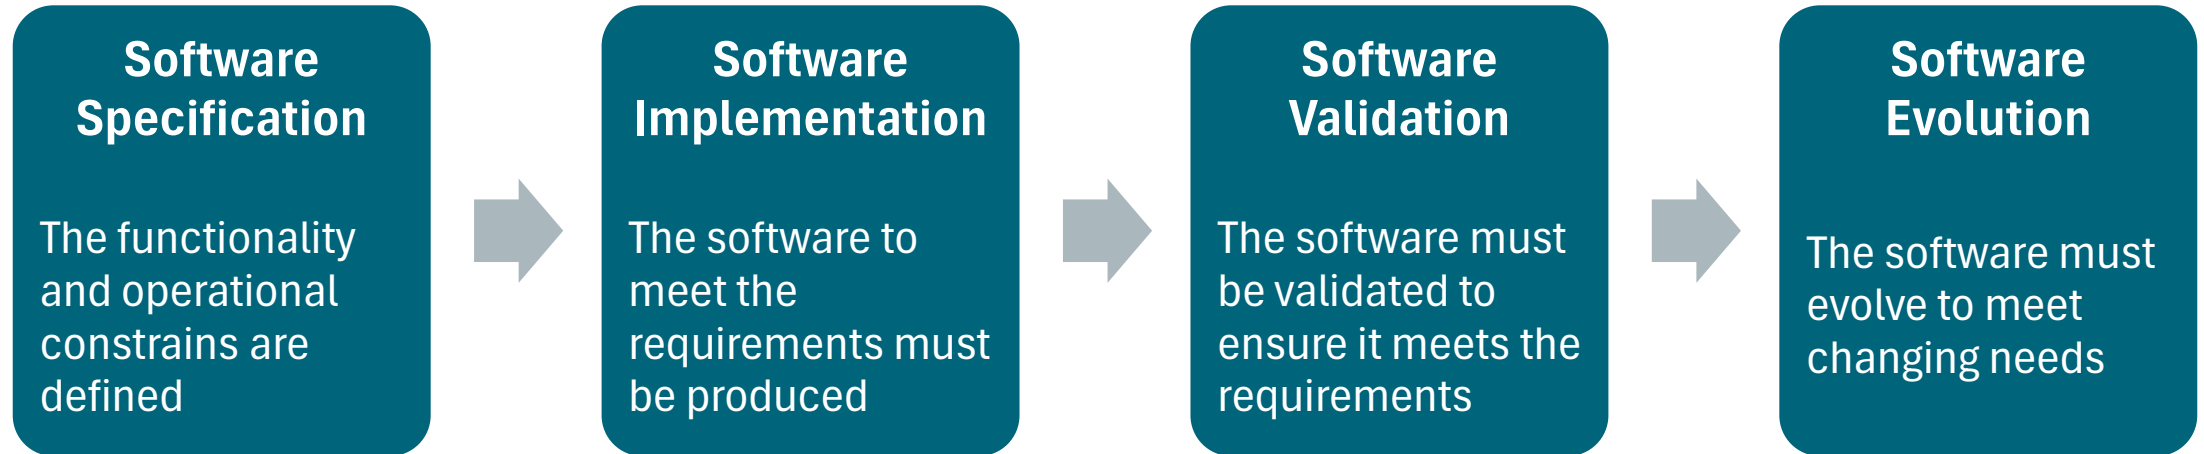 Software
Specification
The functionality
and operational
constrains are
defined
Software
Implementation
The software to
meet the
requirements must
be produced
Software
Validation
The software must
be validated to
ensure it meets the
requirements
Software
Evolution
The software must
evolve to meet
changing needs